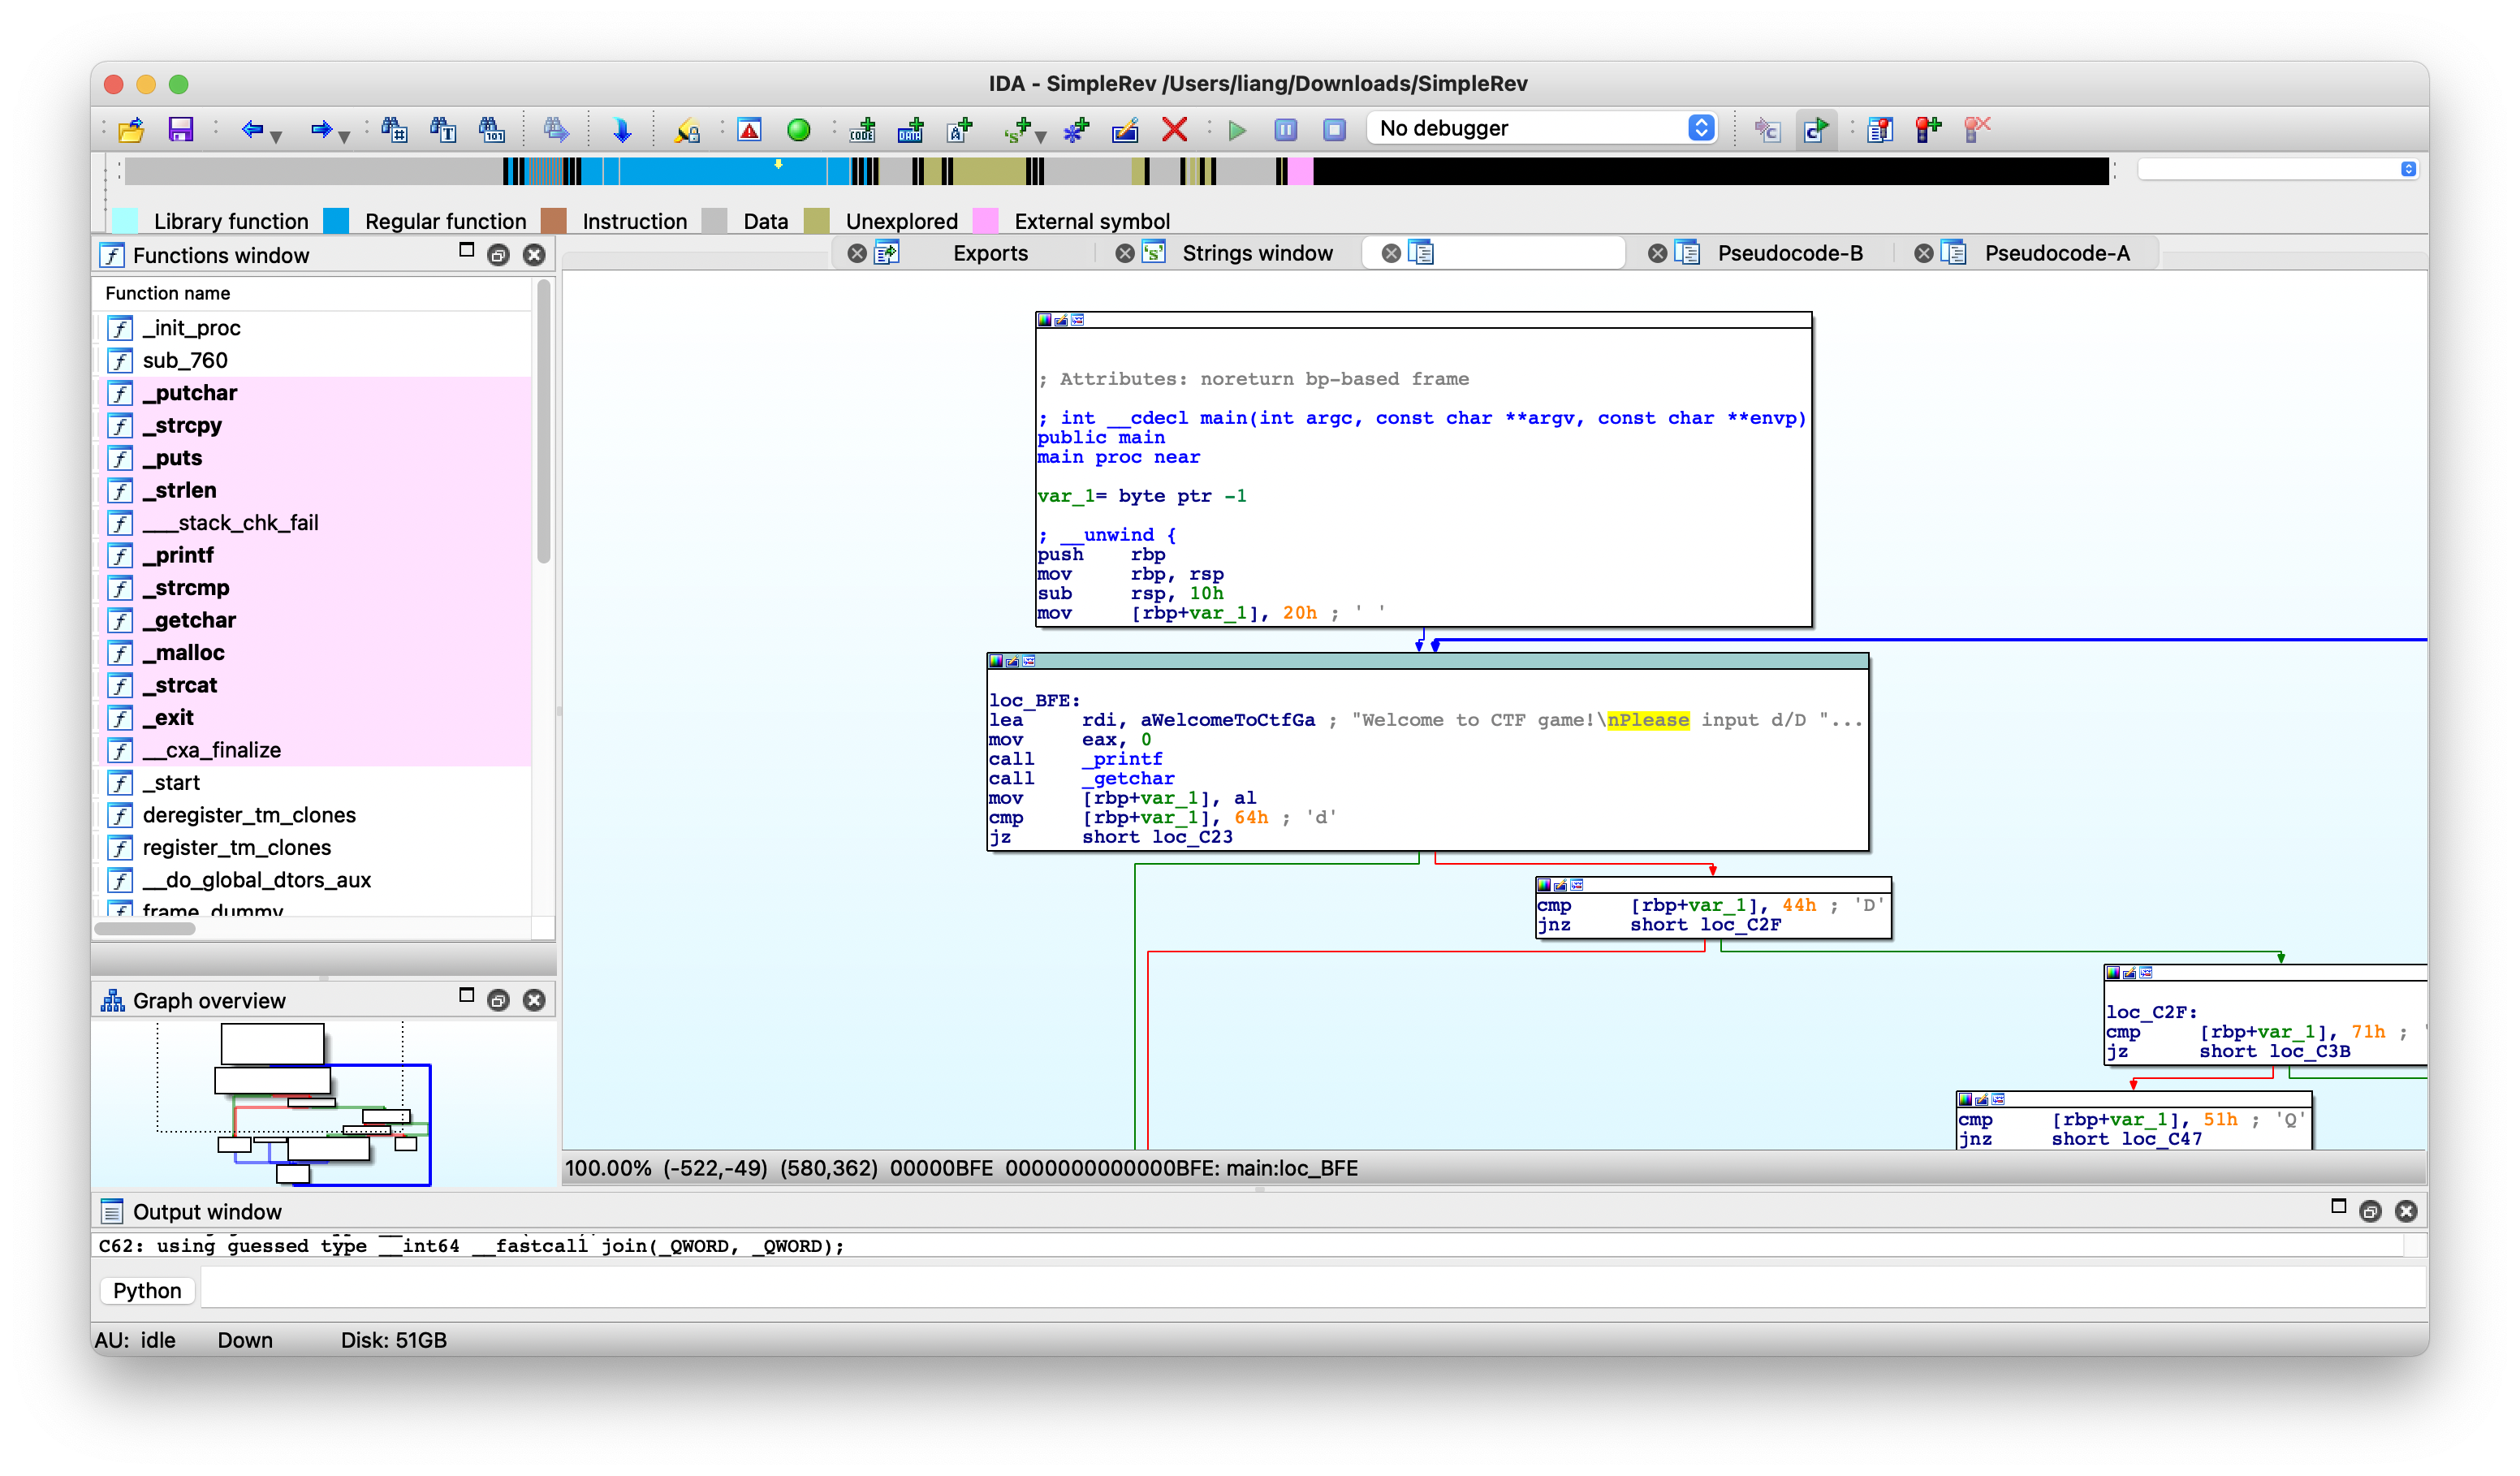 IDA - SimpleRev /Users/liang/Downloads/SimpleRev
No debugger
Library function Regular function Instruction Data Unexplored External symbol
Functions window
Exports Strings window Pseudocode-B Pseudocode-A
Function name
_init_proc
sub_760
_putchar
_strcpy
_puts
_strlen
___stack_chk_fail
_printf
_strcmp
_getchar
_malloc
_strcat
_exit
__cxa_finalize
_start
deregister_tm_clones
register_tm_clones
__do_global_dtors_aux
frame_dummy
; Attributes: noreturn bp-based frame
; int __cdecl main(int argc, const char **argv, const char **envp)
public main
main proc near
var_1= byte ptr -1
; __unwind {
push rbp
mov rbp, rsp
sub rsp, 10h
mov [rbp+var_1], 20h ; ' '
loc_BFE:
lea rdi, aWelcomeToCtfGa ; "Welcome to CTF game!\nPlease input d/D "...
mov eax, 0
call _printf
call _getchar
mov [rbp+var_1], al
cmp [rbp+var_1], 64h ; 'd'
jz short loc_C23
cmp [rbp+var_1], 44h ; 'D'
jnz short loc_C2F
loc_C2F:
cmp [rbp+var_1], 71h ; '
jz short loc_C3B
cmp [rbp+var_1], 51h ; 'Q'
jnz short loc_C47
Graph overview
100.00% (-522,-49) (580,362) 00000BFE 0000000000000BFE: main:loc_BFE
Output window
C62: using guessed type __int64 __fastcall join(_QWORD, _QWORD);
Python
AU: idle Down Disk: 51GB